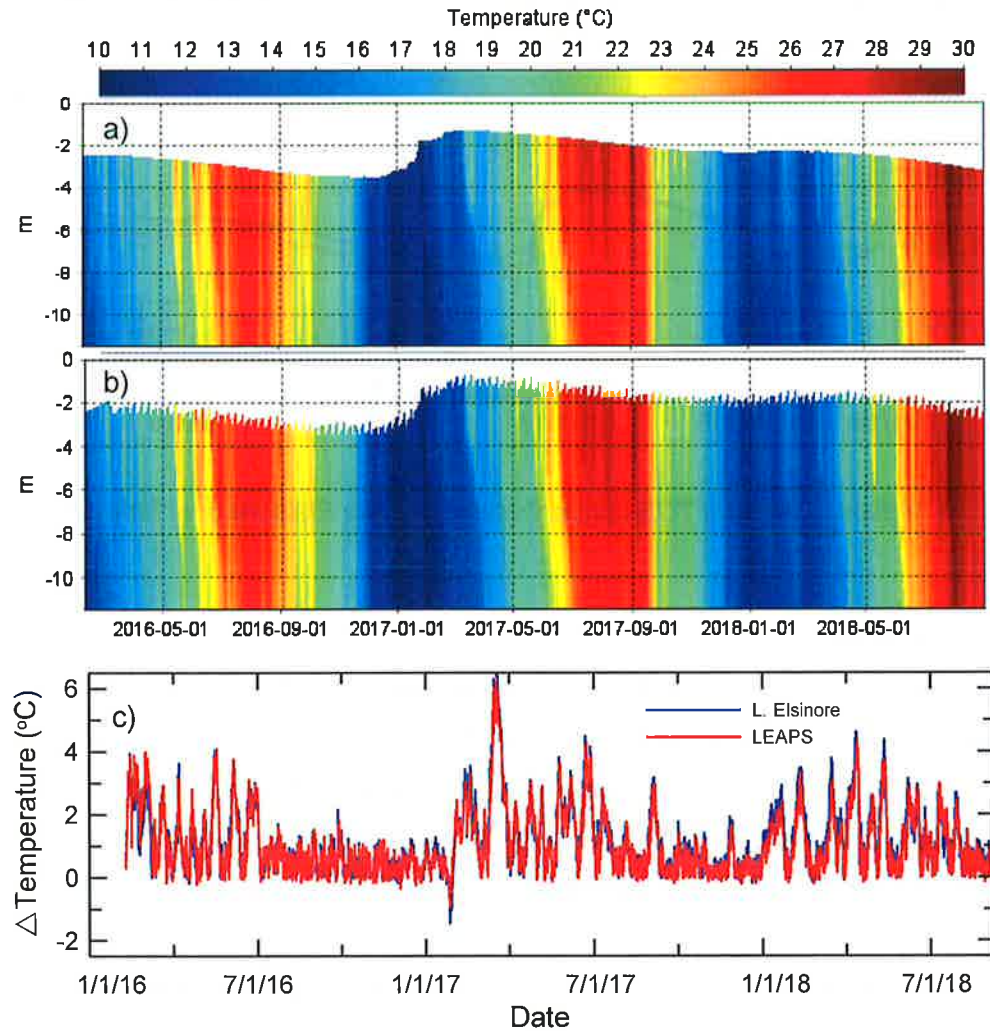 Temperature (°C)
10 11 12 13 14 15 16 17 18 19 20 21 22 23 24 25 26 27 28 29 30
a)
0
-2
-4
-6
-8
-10
m
b)
0
-2
-4
-6
-8
-10
m
2016-05-01 2016-09-01 2017-01-01 2017-05-01 2017-09-01 2018-01-01 2018-05-01
c)
L. Elsinore
LEAPS
6
4
2
0
-2
△Temperature (ºC)
1/1/16 7/1/16 1/1/17 7/1/17 1/1/18 7/1/18
Date